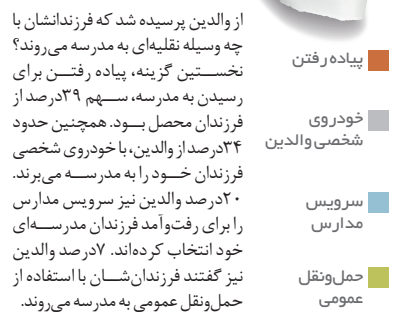 از والدین پرسیده شد که فرزندانشان با
چه وسیله نقلیه‌ای به مدرسه می‌روند؟
نخستین گزینه، پیاده رفتن برای
رسیدن به مدرسه، سهم ۳۹درصد از
فرزندان محصل بود. همچنین حدود
۳۴درصد از والدین، با خودروی شخصی
فرزندان خود را به مدرسه می‌برند.
۲۰درصد والدین نیز سرویس مدارس
را برای رفت‌وآمد فرزندان مدرسه‌ای
خود انتخاب کرده‌اند. ۷درصد والدین
نیز گفتند فرزندان‌شان با استفاده از
حمل‌ونقل عمومی به مدرسه می‌روند.
پیاده رفتن
خودروی
شخصی والدین
سرویس
مدارس
حمل‌ونقل
عمومی